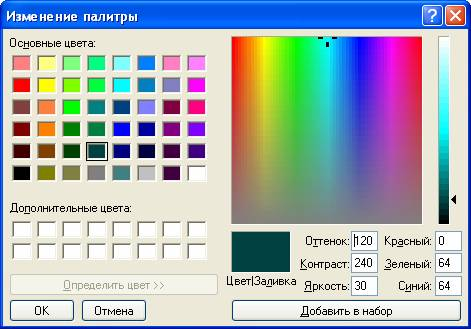 Изменение палитры
Основные цвета:
Дополнительные цвета:
Определить цвет >>
OK Отмена
Цвет|Заливка
Оттенок: 120 Красный: 0
Контраст: 240 Зеленый: 64
Яркость: 30 Синий: 64
Добавить в набор